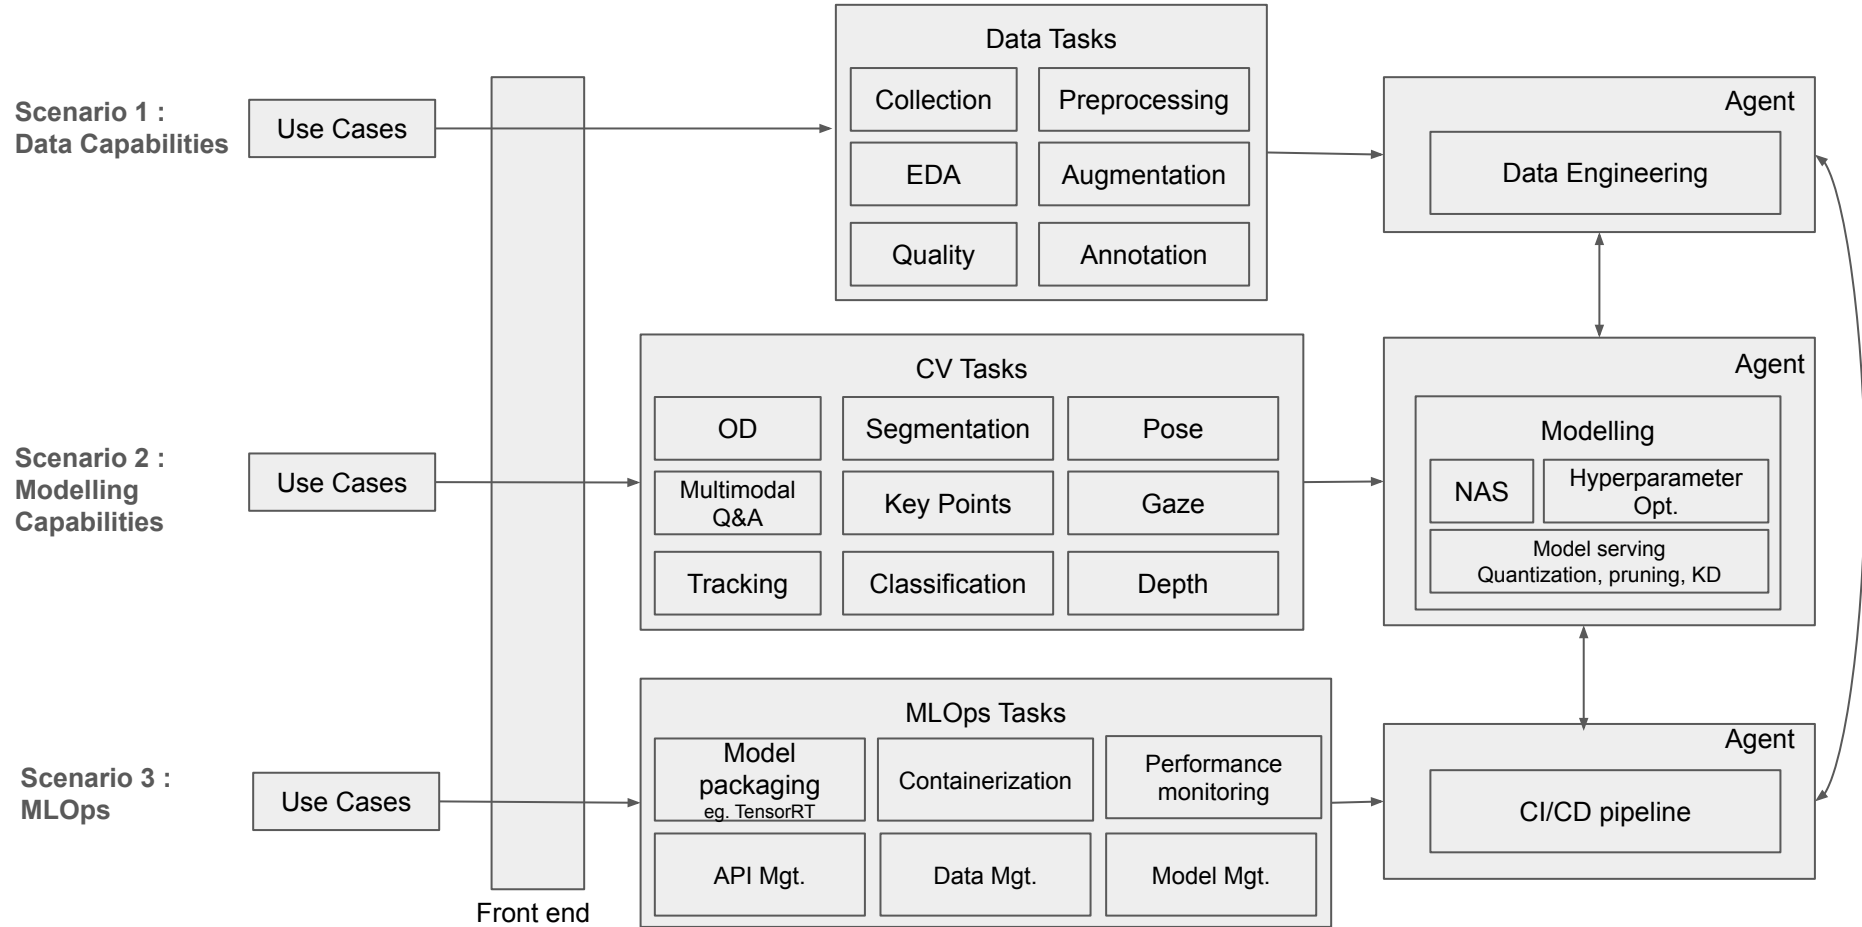 Scenario 1 :
Data Capabilities
Use Cases
Data Tasks
Collection
Preprocessing
EDA
Augmentation
Quality
Annotation
Agent
Data Engineering
Scenario 2 :
Modelling
Capabilities
Use Cases
CV Tasks
OD
Segmentation
Pose
Multimodal
Q&A
Key Points
Gaze
Tracking
Classification
Depth
Agent
Modelling
NAS
Hyperparameter
Opt.
Model serving
Quantization, pruning, KD
Scenario 3 :
MLOps
Use Cases
Front end
MLOps Tasks
Model
packaging
eg. TensorRT
Containerization
Performance
monitoring
API Mgt.
Data Mgt.
Model Mgt.
Agent
CI/CD pipeline